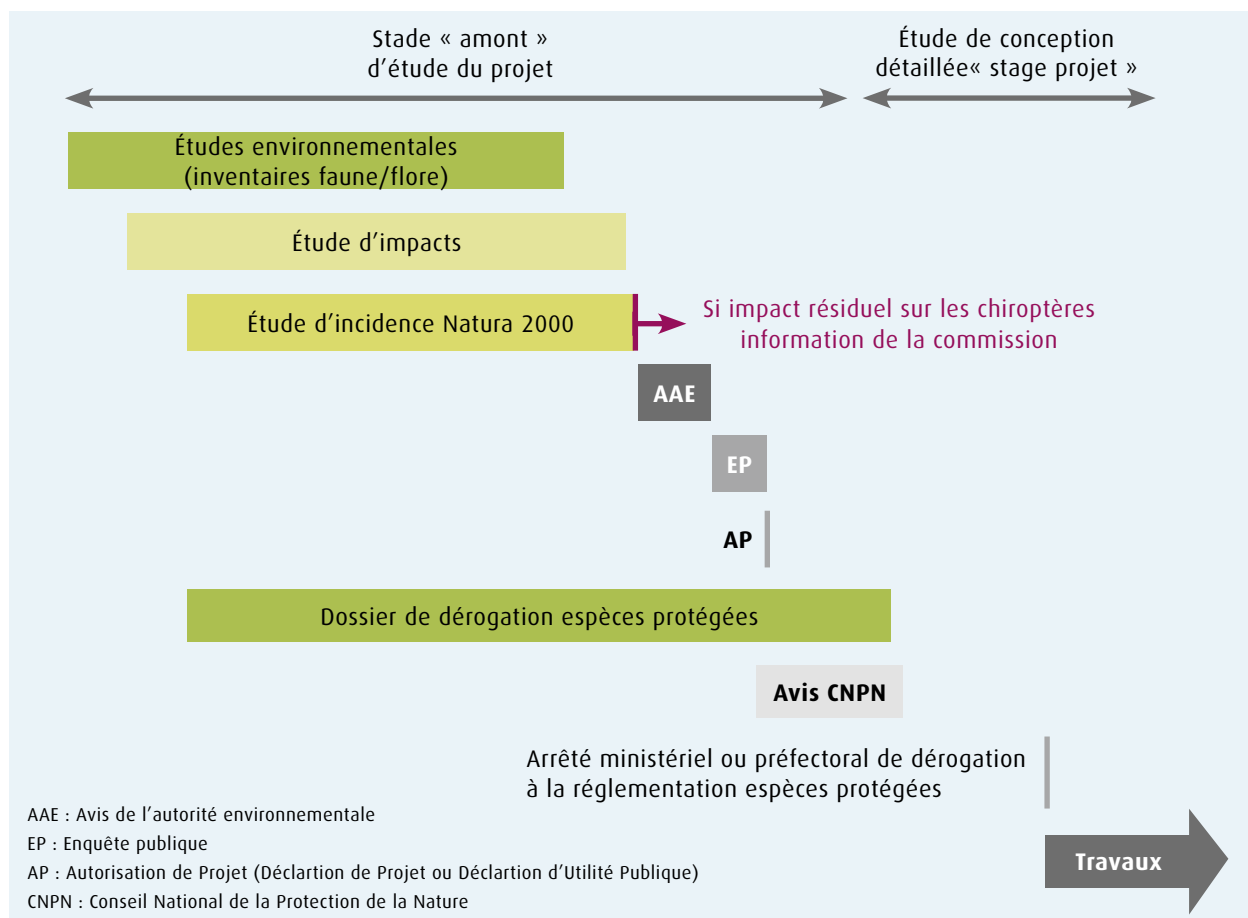 Stade « amont »
d'étude du projet
Étude de conception
détaillée« stage projet »
Études environnementales
(inventaires faune/flore)
Étude d'impacts
Étude d'incidence Natura 2000
Si impact résiduel sur les chiroptères
information de la commission
AAE
EP
AP
Dossier de dérogation espèces protégées
Avis CNPN
Arrêté ministériel ou préfectoral de dérogation
à la réglementation espèces protégées
Travaux
AAE : Avis de l'autorité environnementale
EP : Enquête publique
AP : Autorisation de Projet (Déclartion de Projet ou Déclartion d'Utilité Publique)
CNPN : Conseil National de la Protection de la Nature